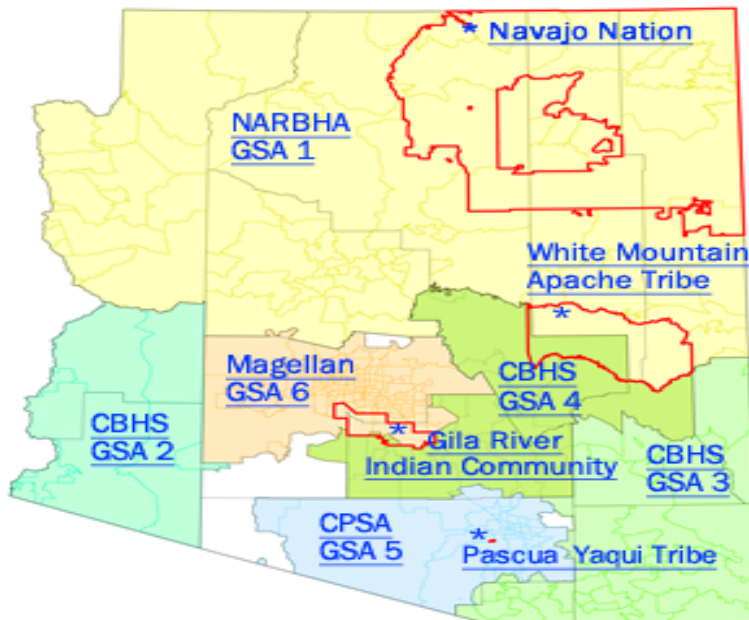 * Navajo Nation
NARBHA
GSA 1
White Mountain
Apache Tribe
*
Magellan
GSA 6
CBHS
GSA 4
CBHS
GSA 2
* Gila River
Indian Community
CBHS
GSA 3
CPSA
GSA 5
*
Pascua Yaqui Tribe